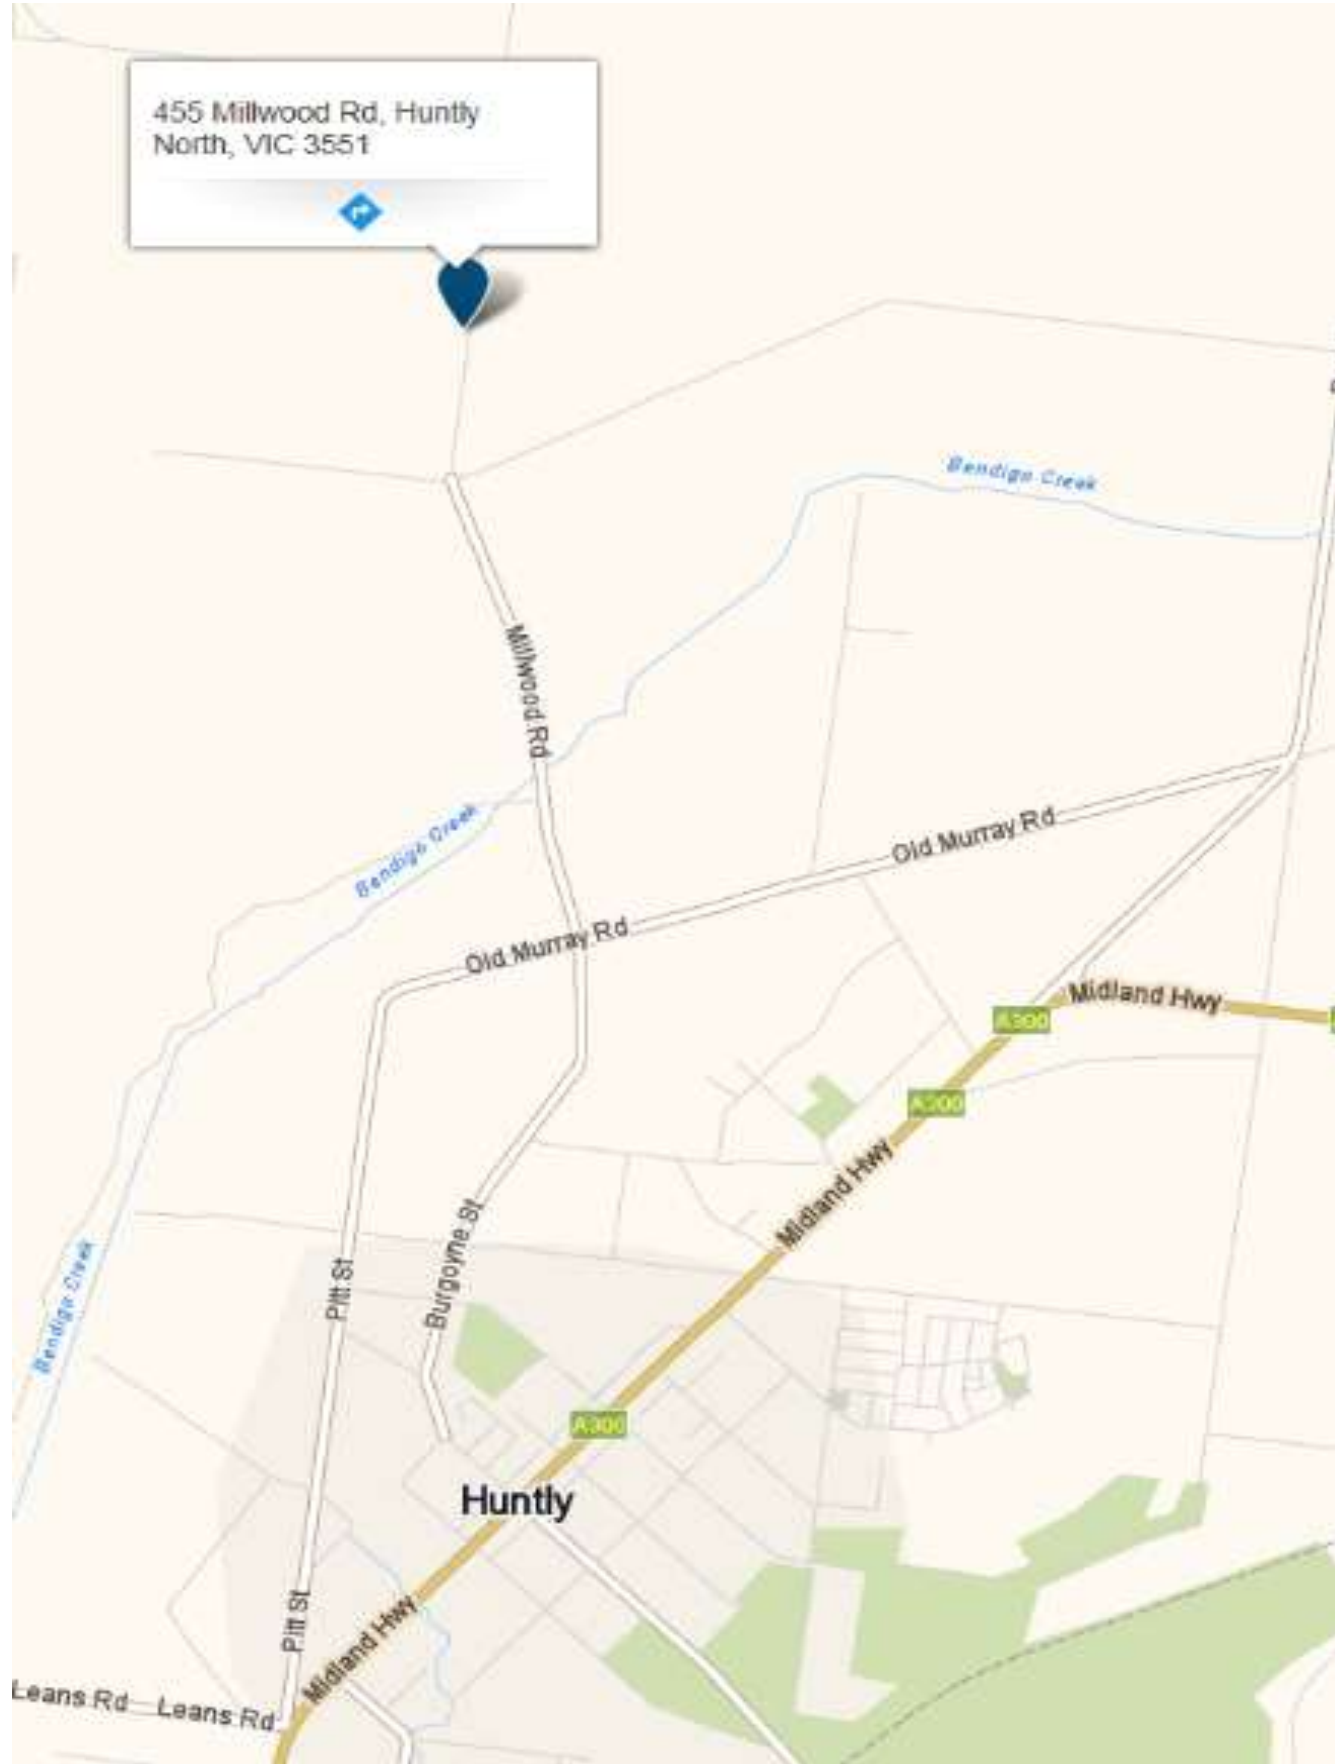 455 Millwood Rd, Huntly
North, VIC 3551
Bendigo Creek
Millwood Rd
Bendigo Creek
Old Murray Rd
Old Murray Rd
Midland Hwy
A300
A300
Midland Hwy
Burgoyne St
Pitt St
Bendigo Creek
A300
Huntly
Pitt St
Midland Hwy
Leans Rd
Leans Rd